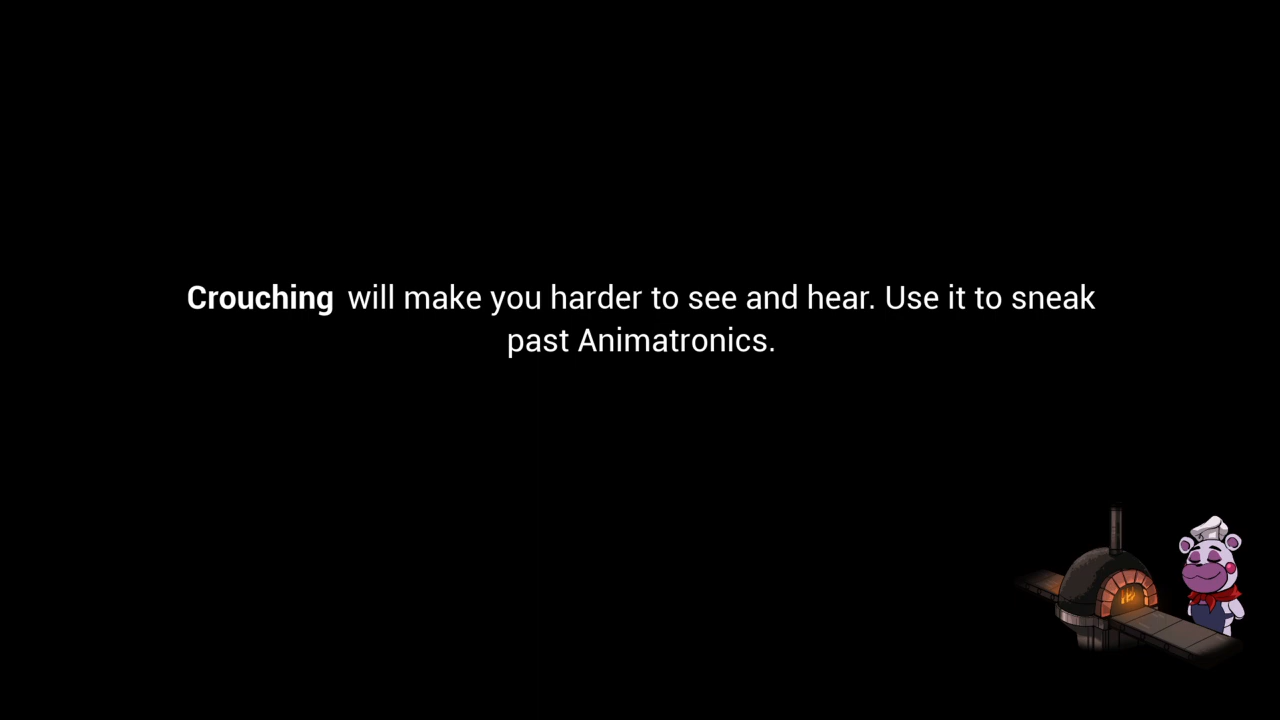 Crouching will make you harder to see and hear. Use it to sneak
past Animatronics.